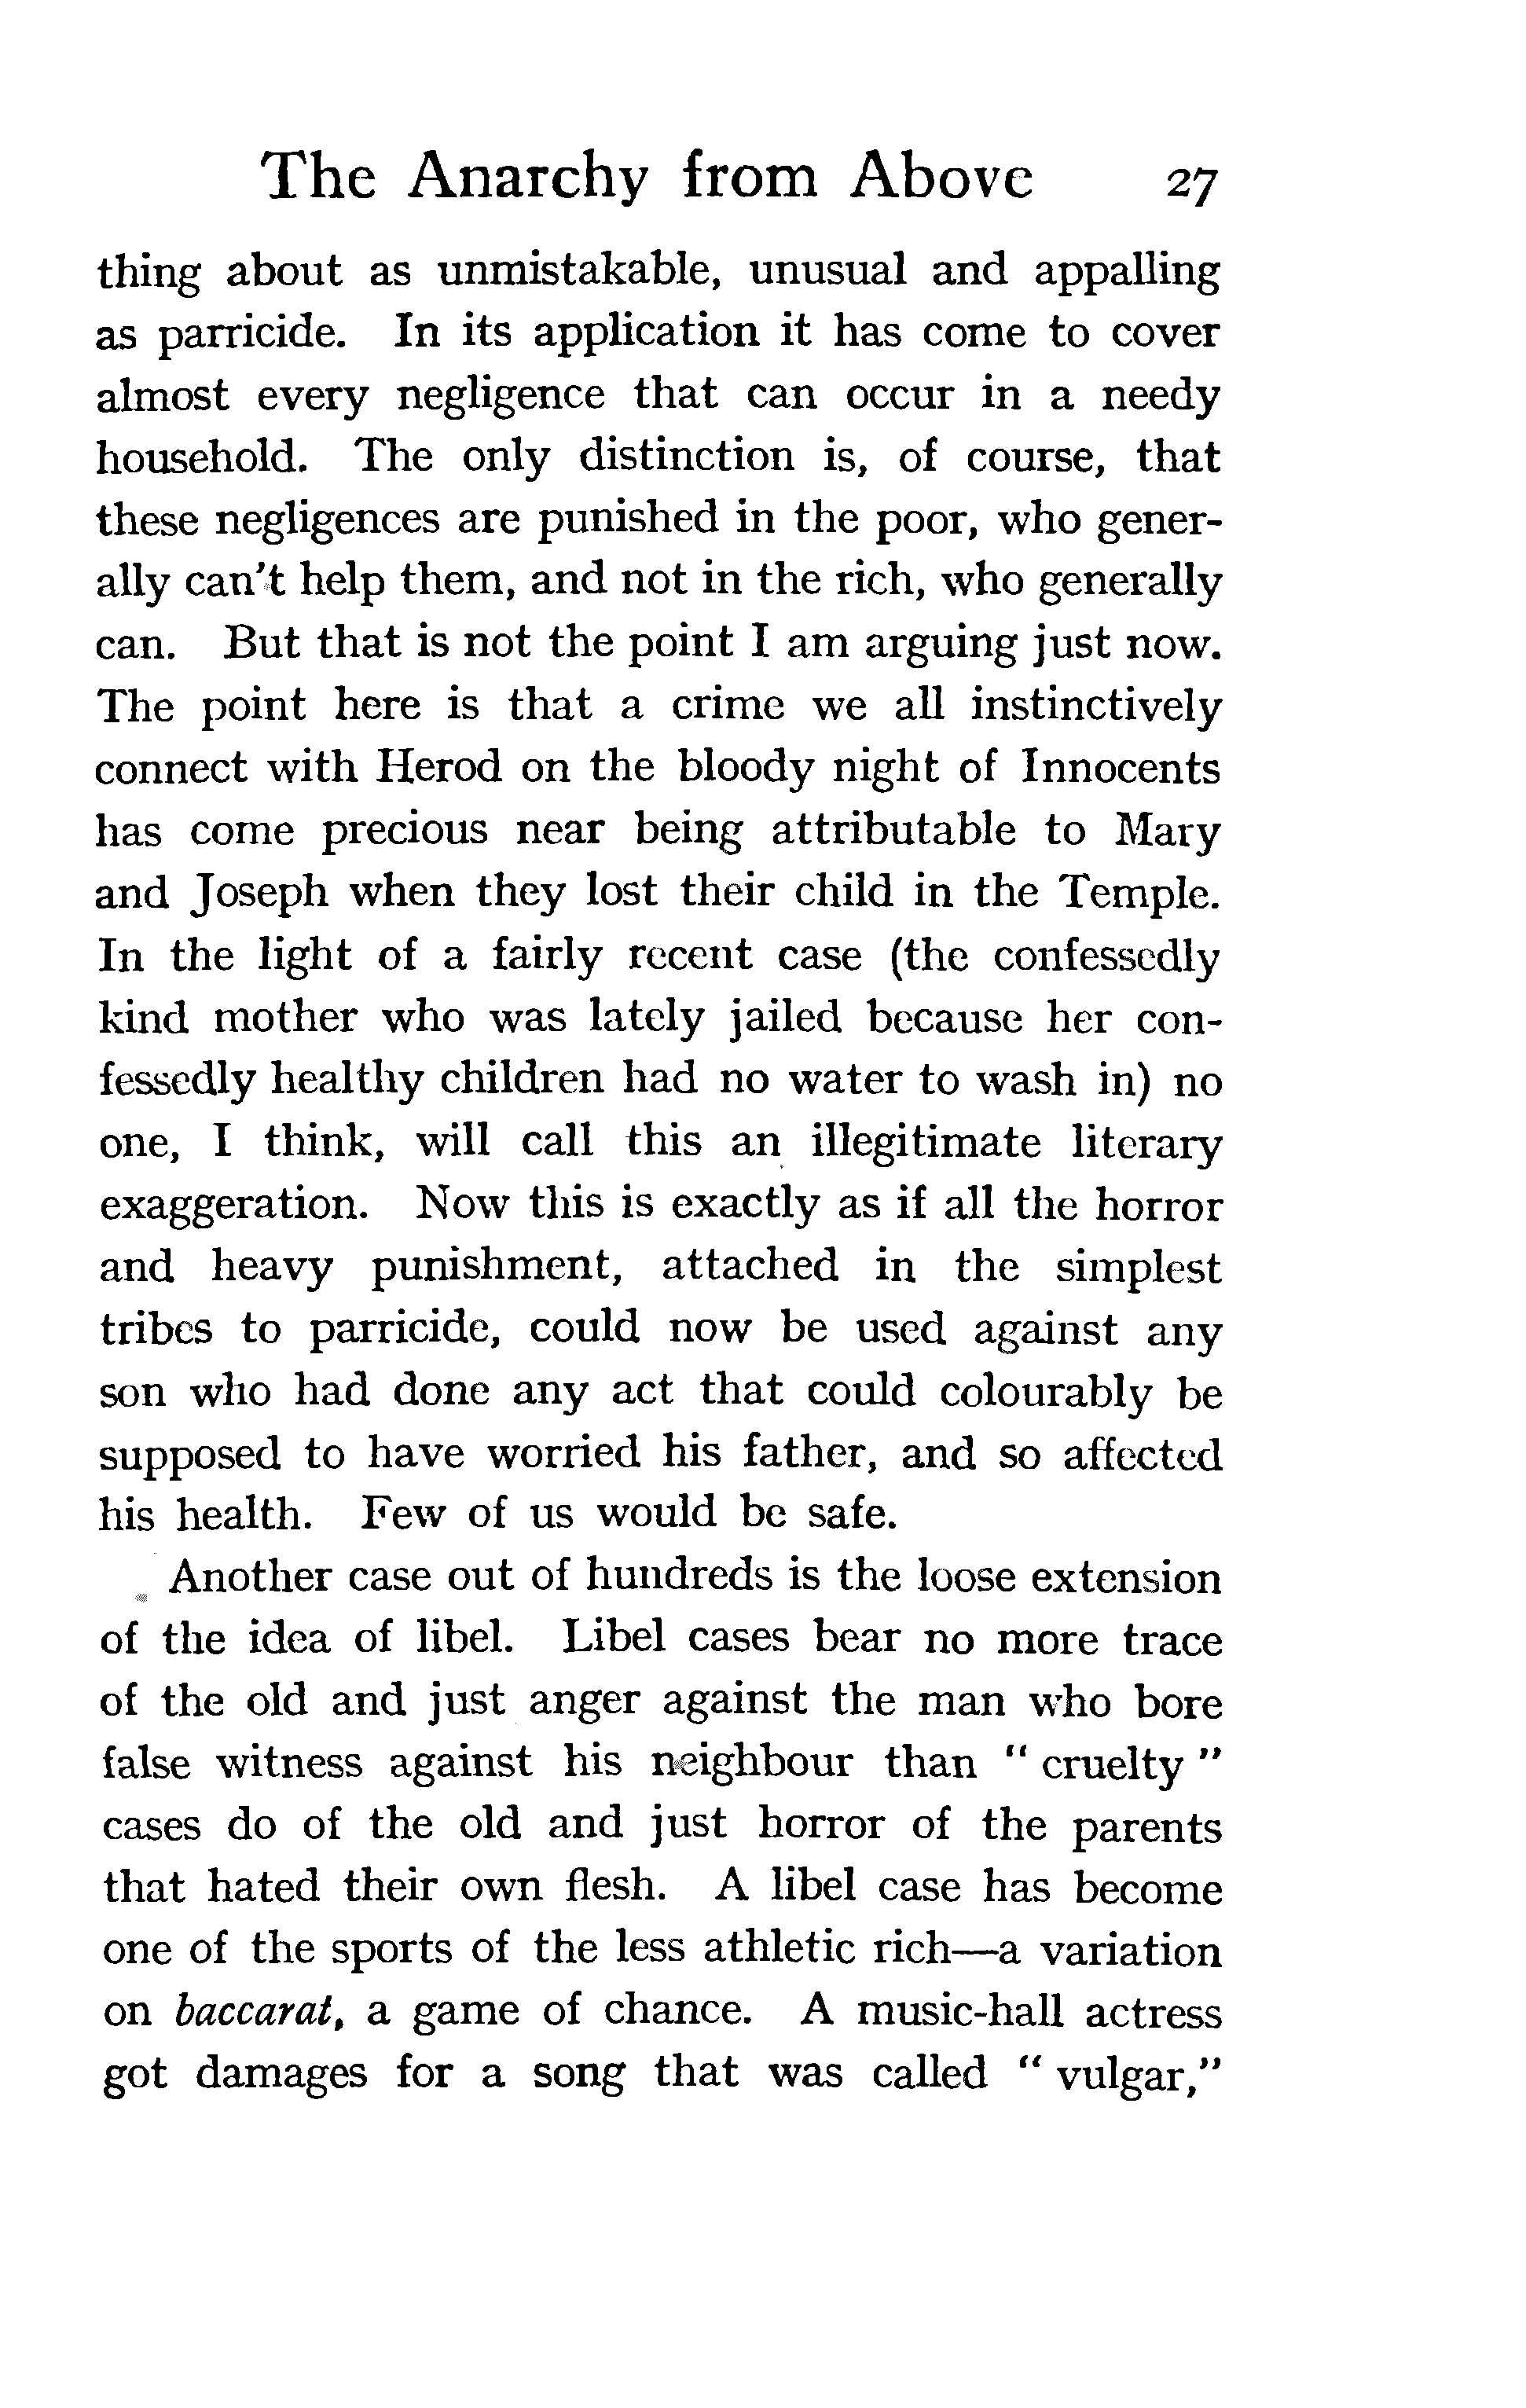 The Anarchy from Above 27
thing about as unmistakable, unusual and appalling
as parricide. In its application it has come to cover
almost every negligence that can occur in a needy
household. The only distinction is, of course, that
these negligences are punished in the poor, who gener-
ally can't help them, and not in the rich, who generally
can. But that is not the point I am arguing just now.
The point here is that a crime we all instinctively
connect with Herod on the bloody night of Innocents
has come precious near being attributable to Mary
and Joseph when they lost their child in the Temple.
In the light of a fairly recent case (the confessedly
kind mother who was lately jailed because her con-
fessedly healthy children had no water to wash in) no
one, I think, will call this an illegitimate literary
exaggeration. Now this is exactly as if all the horror
and heavy punishment, attached in the simplest
tribes to parricide, could now be used against any
son who had done any act that could colourably be
supposed to have worried his father, and so affected
his health. Few of us would be safe.
Another case out of hundreds is the loose extension
of the idea of libel. Libel cases bear no more trace
of the old and just anger against the man who bore
false witness against his neighbour than " cruelty "
cases do of the old and just horror of the parents
that hated their own flesh. A libel case has become
one of the sports of the less athletic rich—a variation
on baccarat, a game of chance. A music-hall actress
got damages for a song that was called " vulgar,"